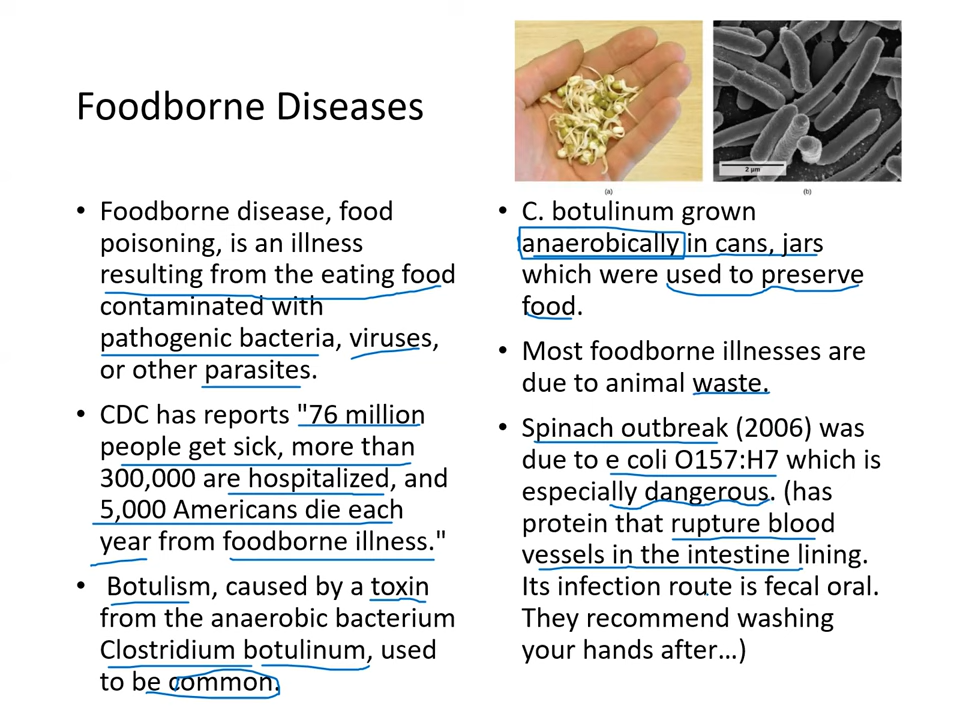 Foodborne Diseases
2 μm
(a)
(b)
• Foodborne disease, food
poisoning, is an illness
resulting from the eating food
contaminated with
pathogenic bacteria, viruses,
or other parasites.
• CDC has reports "76 million
people get sick, more than
300,000 are hospitalized, and
5,000 Americans die each
year from foodborne illness."
• Botulism, caused by a toxin
from the anaerobic bacterium
Clostridium botulinum, used
to be common.
• C. botulinum grown
anaerobically in cans, jars
which were used to preserve
food.
• Most foodborne illnesses are
due to animal waste.
• Spinach outbreak (2006) was
due to e coli O157:H7 which is
especially dangerous. (has
protein that rupture blood
vessels in the intestine lining.
Its infection route is fecal oral.
They recommend washing
your hands after…)